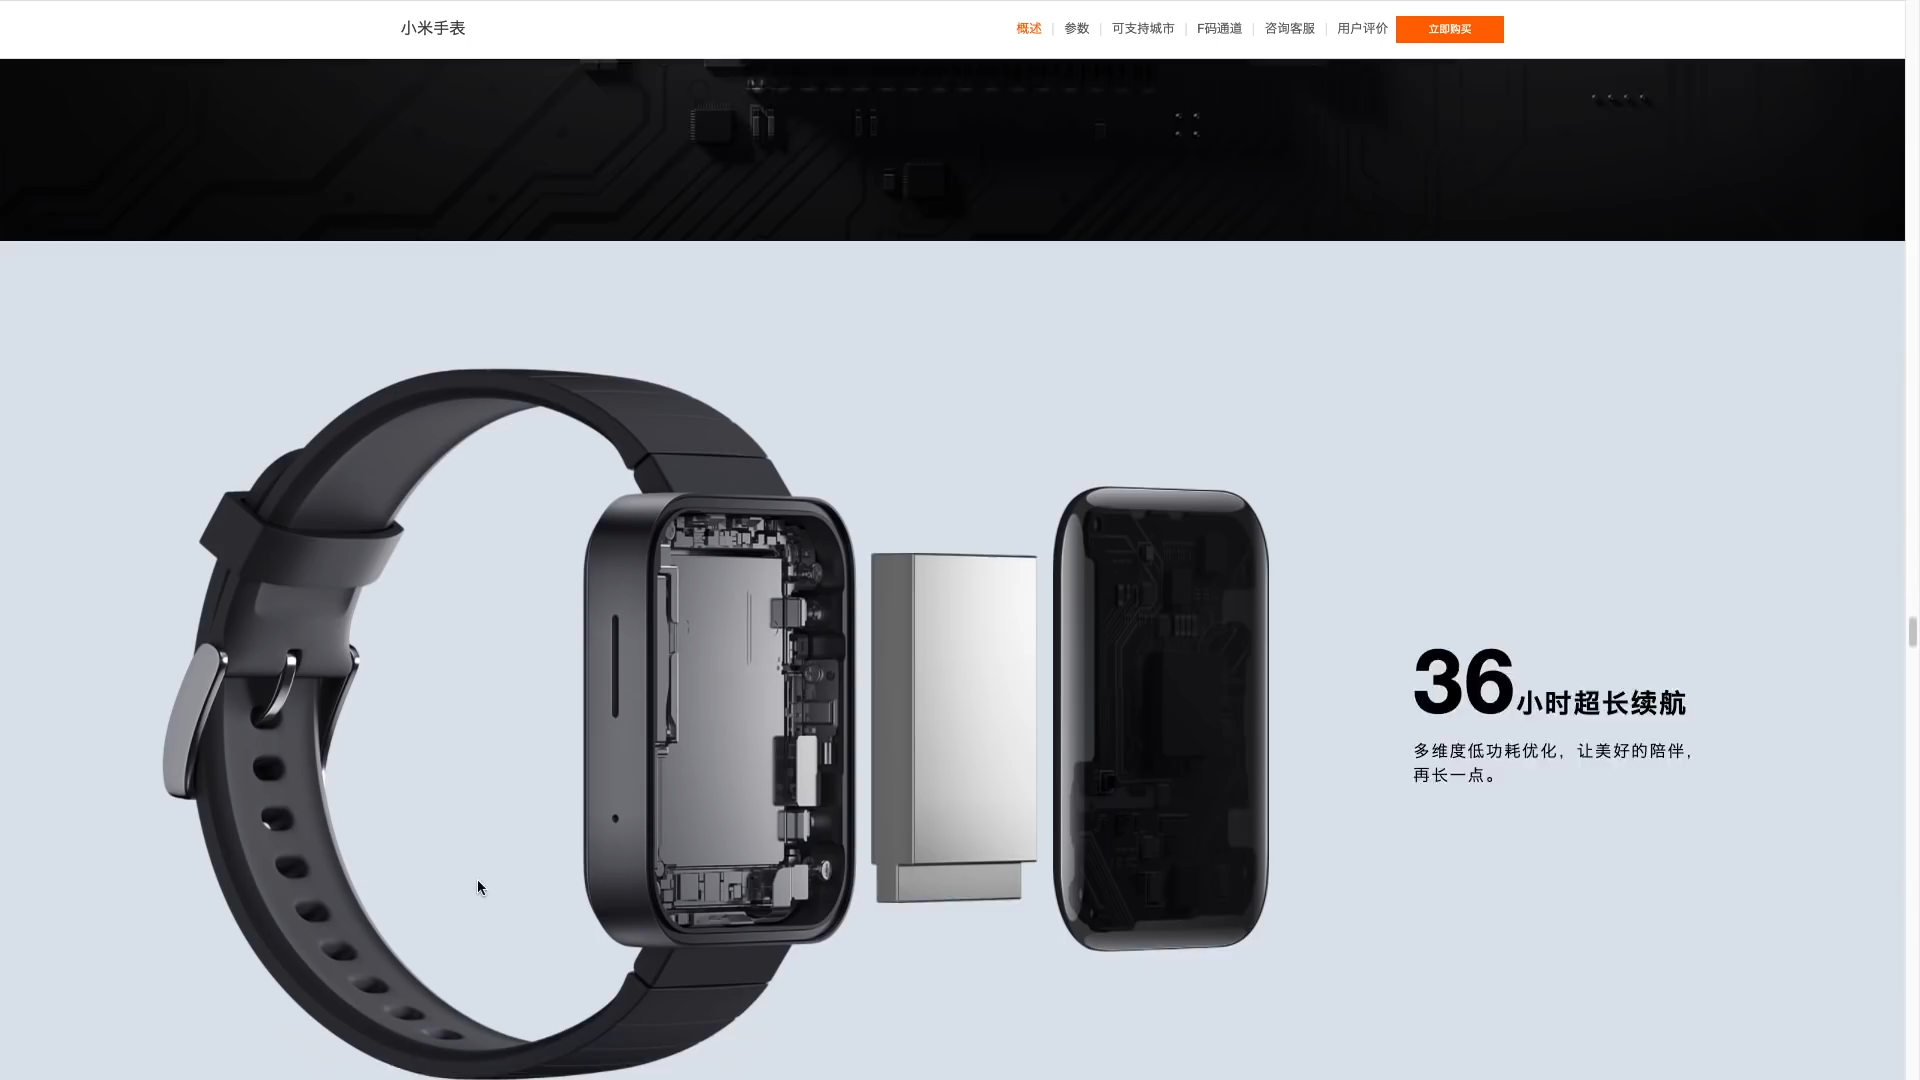 小米手表
概述 | 参数 | 可支持城市 | F码通道 | 咨询客服 | 用户评价 立即购买
36小时超长续航
多维度低功耗优化，让美好的陪伴，
再长一点。